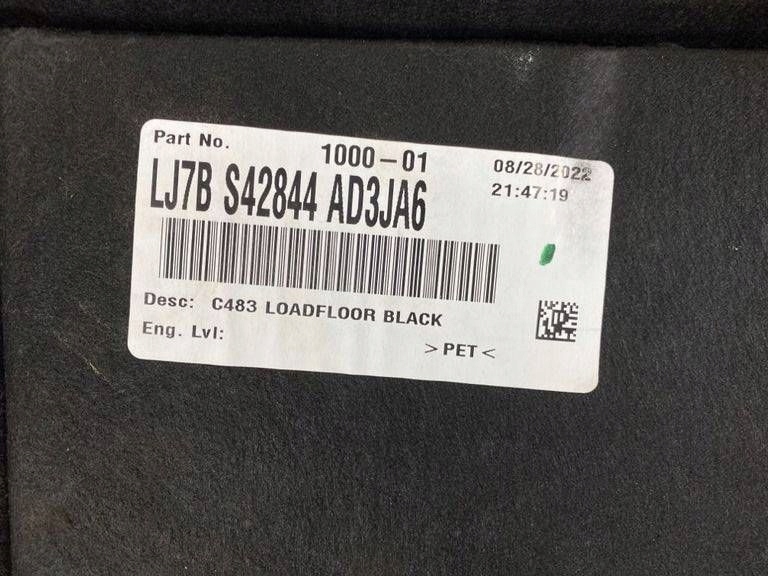 Part No.
1000-01
08/28/2022
LJ7B S42844 AD3JA6
21:47:19
Desc: C483 LOADFLOOR BLACK
Eng. Lvl:
>PET<